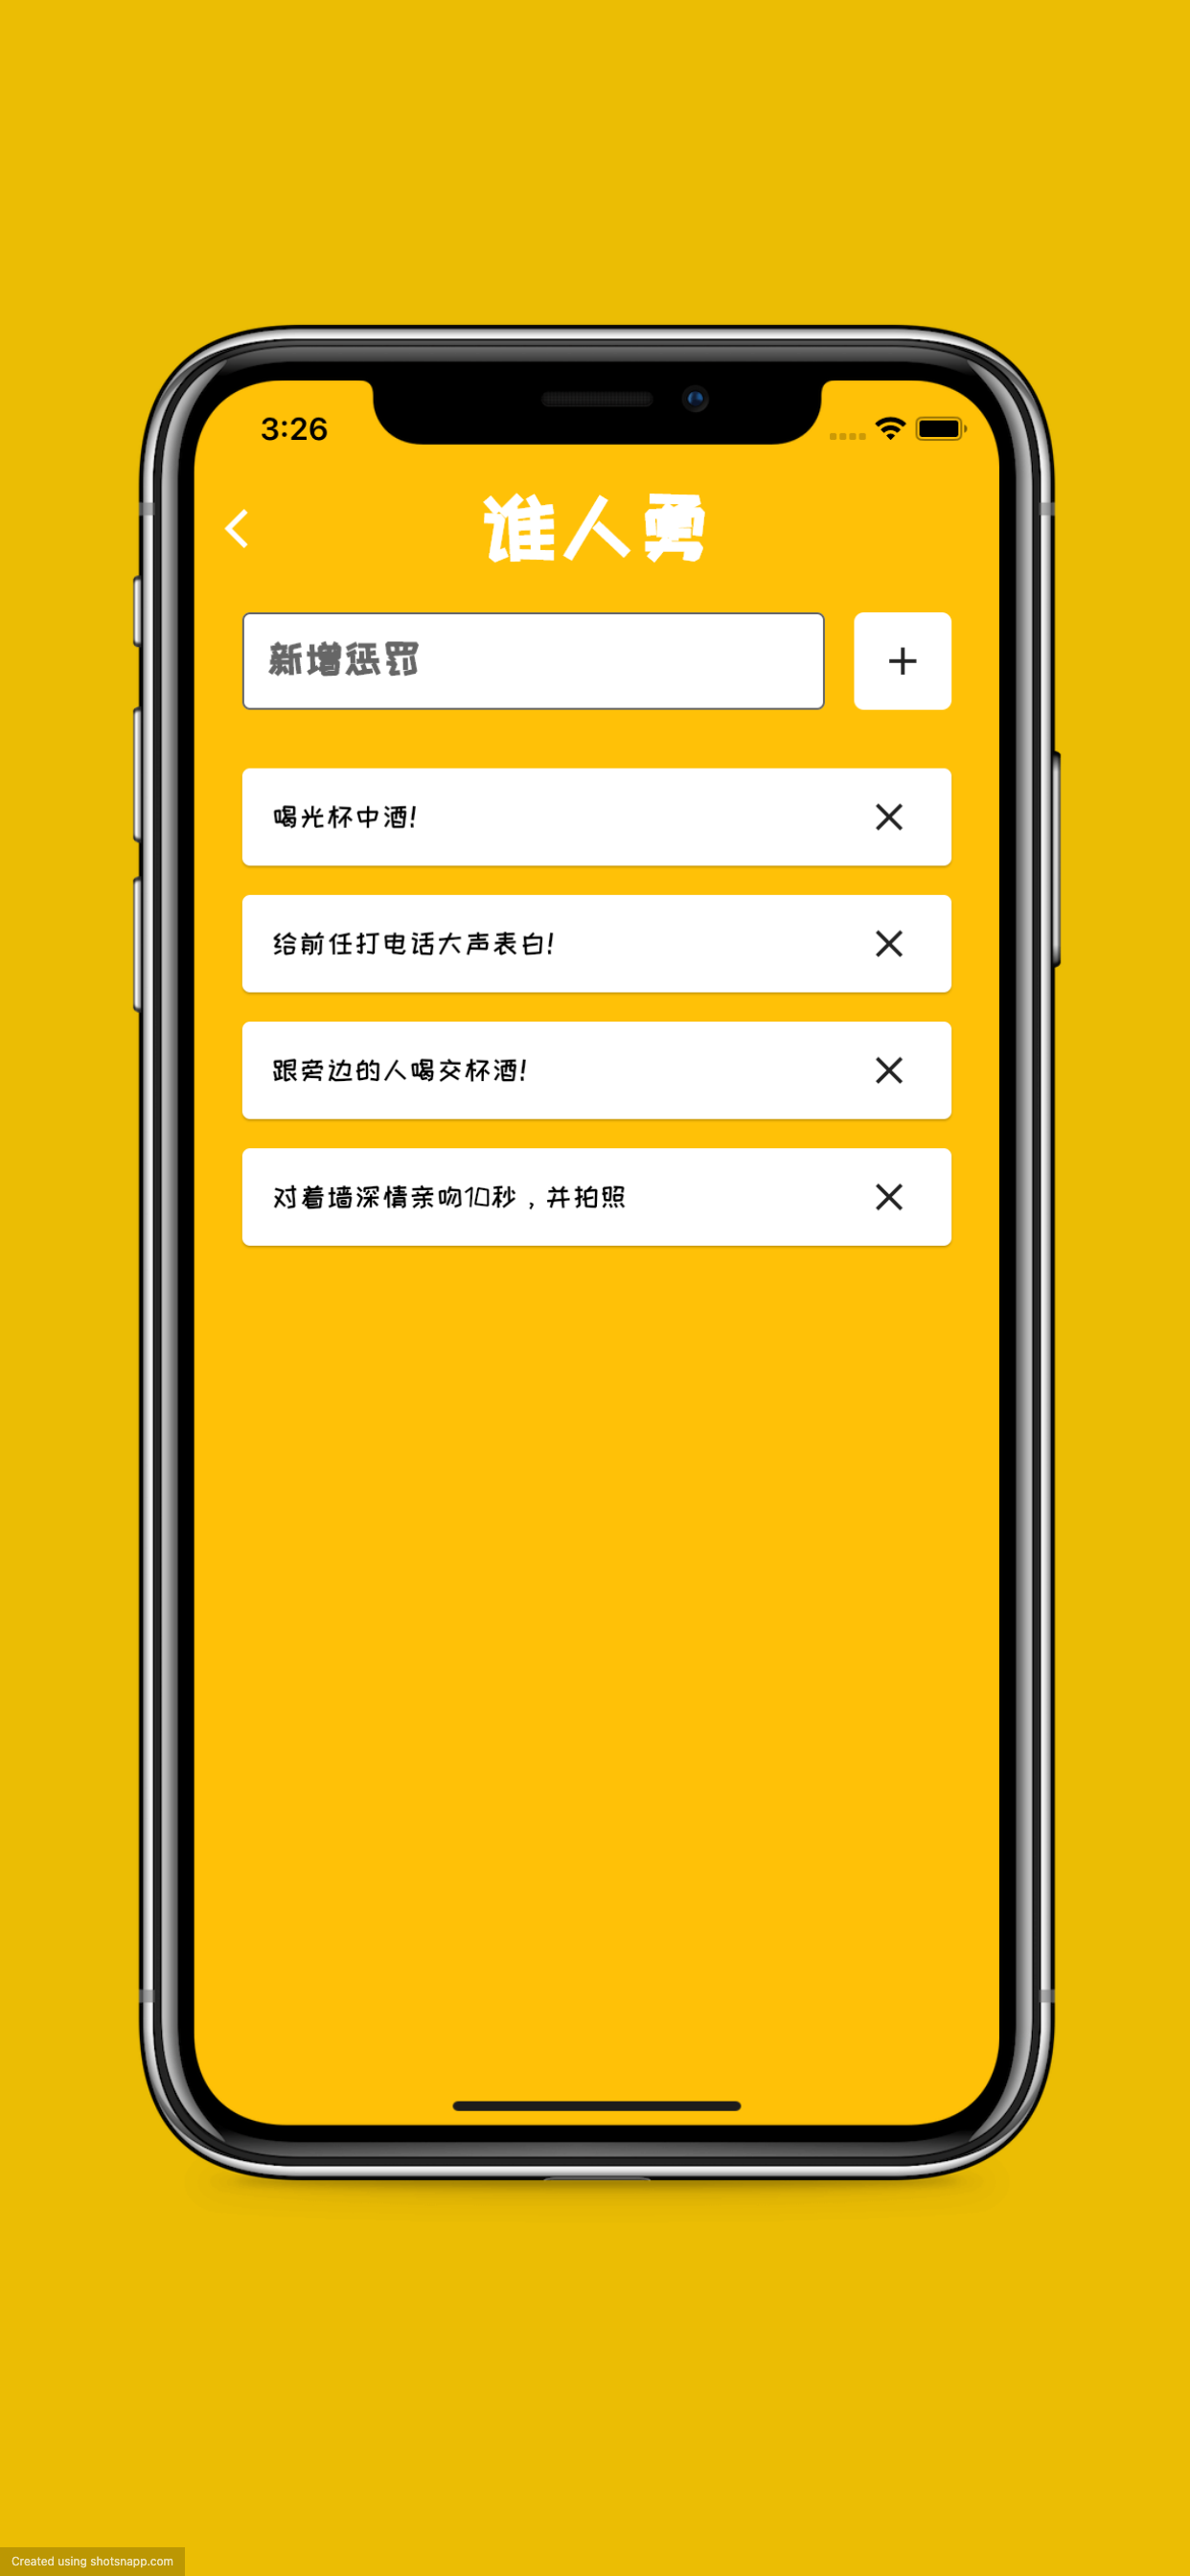 3:26
谁人勇
新增惩罚
喝光杯中酒!
给前任打电话大声表白!
跟旁边的人喝交杯酒!
对着墙深情亲吻10秒，并拍照
Created using shotsnapp.com